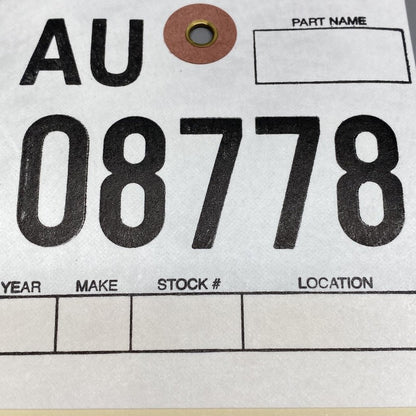 AU
PART NAME
08778
YEAR MAKE STOCK # LOCATION